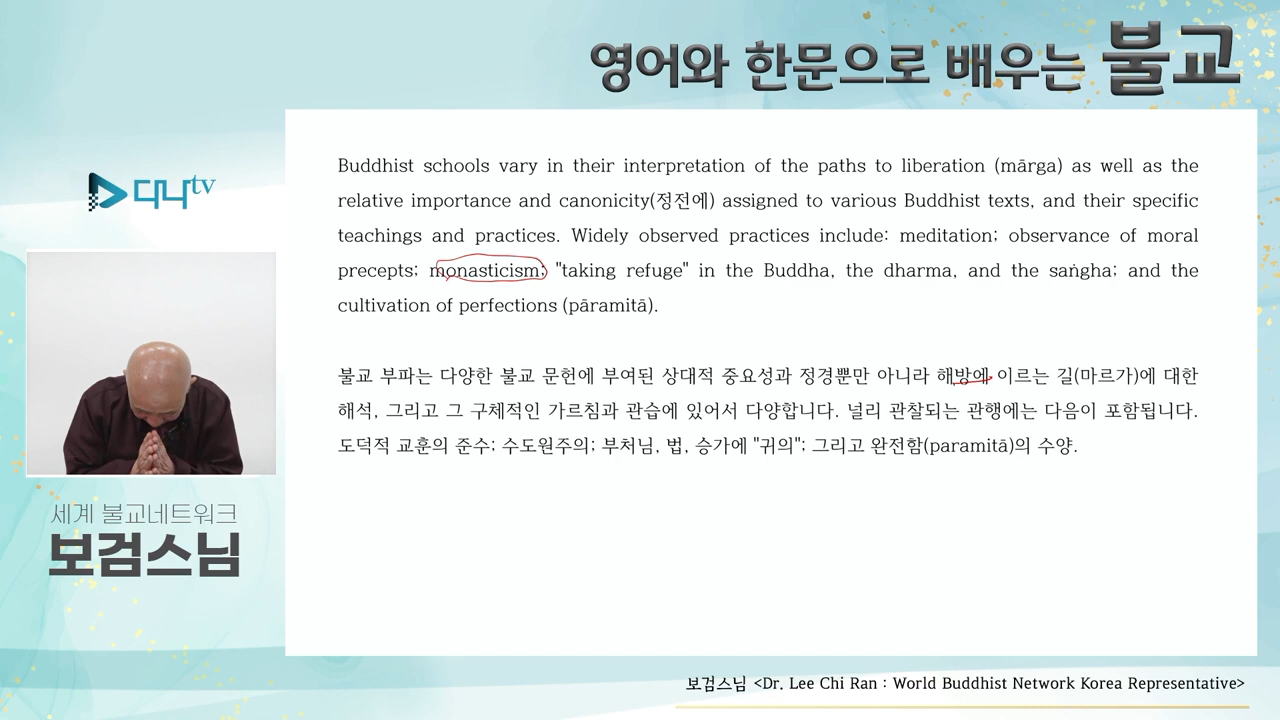 영어와 한문으로 배우는 불교
디나tv
Buddhist schools vary in their interpretation of the paths to liberation (mārga) as well as the
relative importance and canonicity(정전에) assigned to various Buddhist texts, and their specific
teachings and practices. Widely observed practices include: meditation; observance of moral
precepts; monasticism; "taking refuge" in the Buddha, the dharma, and the saṅgha; and the
cultivation of perfections (pāramitā).
불교 부파는 다양한 불교 문헌에 부여된 상대적 중요성과 정경뿐만 아니라 해방에 이르는 길(마르가)에 대한
해석, 그리고 그 구체적인 가르침과 관습에 있어서 다양합니다. 널리 관찰되는 관행에는 다음이 포함됩니다.
도덕적 교훈의 준수; 수도원주의; 부처님, 법, 승가에 "귀의"; 그리고 완전함(paramitā)의 수양.
세계 불교네트워크
보검스님
보검스님 <Dr. Lee Chi Ran : World Buddhist Network Korea Representative>